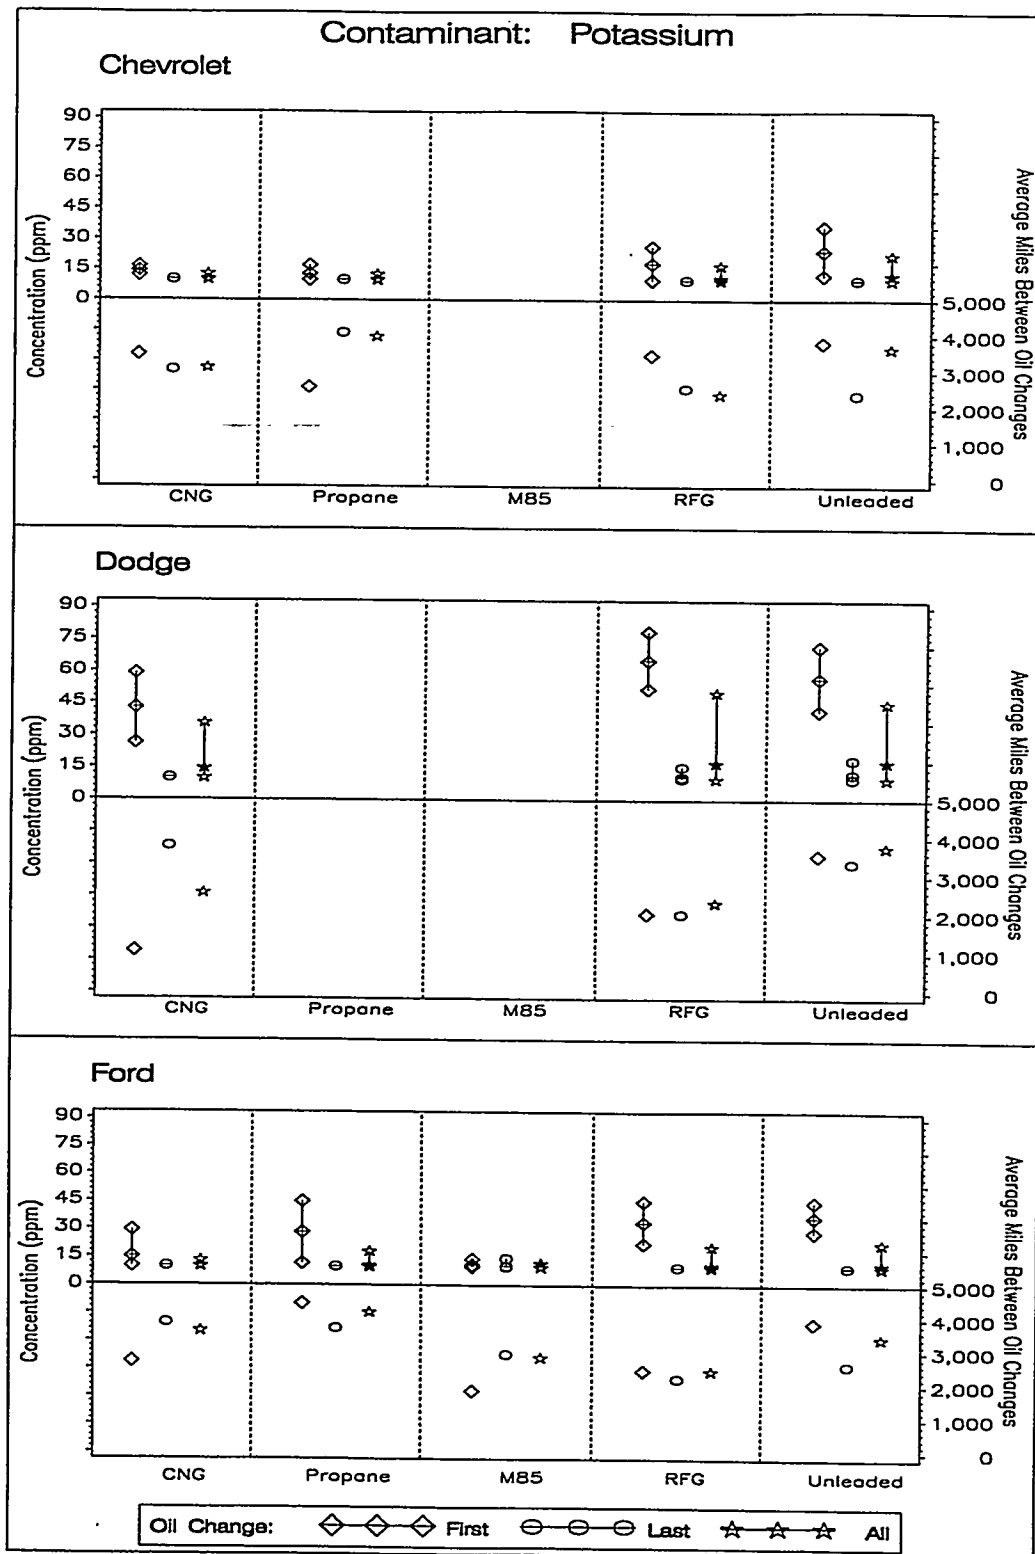 Contaminant: Potassium
Chevrolet
90
75
60
45
30
15
0
Concentration (ppm)
5,000
4,000
3,000
2,000
1,000
0
Average Miles Between Oil Changes
CNG Propane M85 RFG Unleaded
Dodge
90
75
60
45
30
15
0
Concentration (ppm)
5,000
4,000
3,000
2,000
1,000
0
Average Miles Between Oil Changes
CNG Propane M85 RFG Unleaded
Ford
90
75
60
45
30
15
0
Concentration (ppm)
5,000
4,000
3,000
2,000
1,000
0
Average Miles Between Oil Changes
CNG Propane M85 RFG Unleaded
Oil Change: First Last All